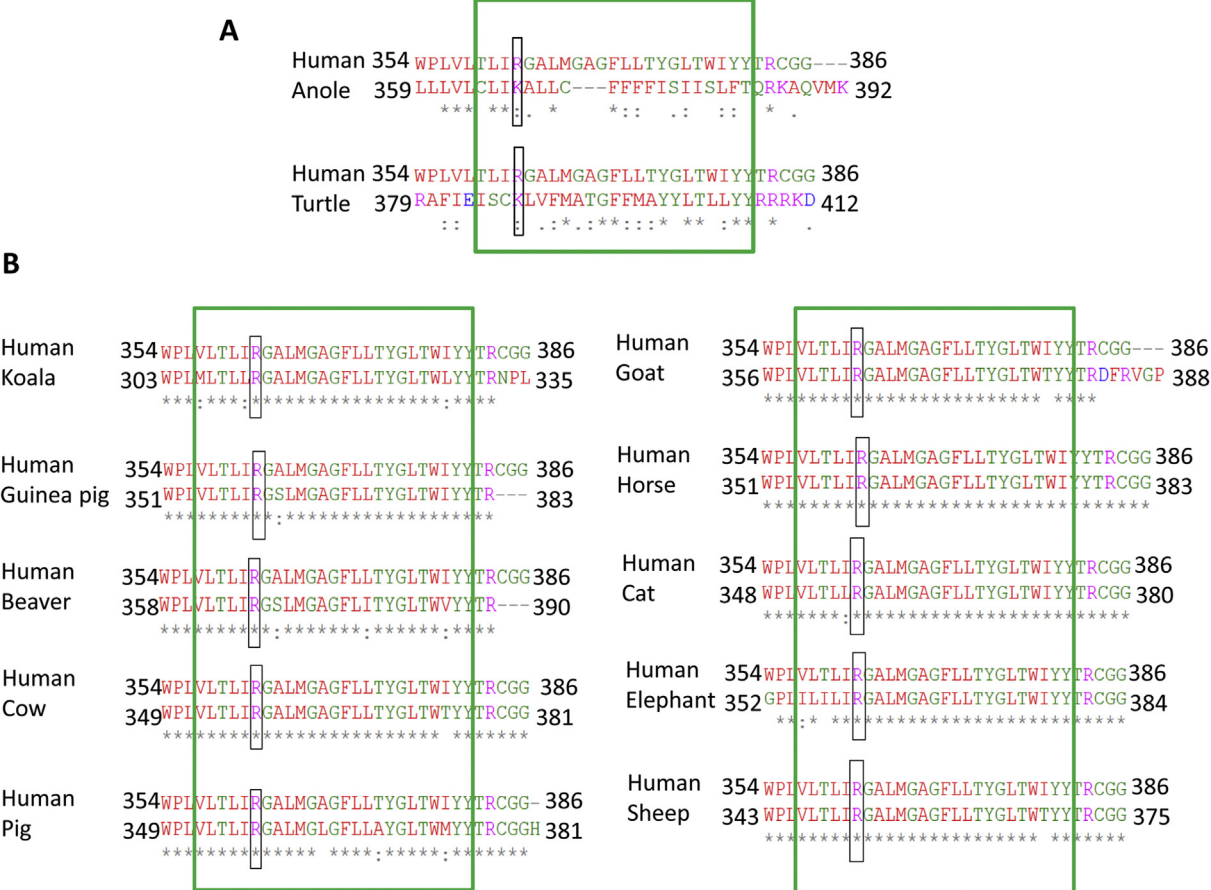 A
Human 354 WPLVLTLIRGALMGAGFLLTYGLTWIYYTRCGG---386
Anole 359 LLLVLCLIKALLC---FFFFISIISLFTQRKAQVMK 392
*** **:. * *:: .: :: * .
Human 354 WPLVLTLIRGALMGAGFLLTYGLTWIYYTRCGG 386
Turtle 379 RAFIEISCKLVFMATGFFMAYYLTLLYYRRRKD 412
:: : .:*.:**:::* ** ** * .
B
Human 354 WPLVLTLIRGALMGAGFLLTYGLTWIYYTRCGG 386
Koala 303 WPLMLTLLRGALMGAGFLLTYGLTWLYYTRNPL 335
***:***:*****************:****
Human 354 WPLVLTLIRGALMGAGFLLTYGLTWIYYTRCGG 386
Guinea pig 351 WPLVLTLIRGSLMGAGFLLTYGLTWIYYTR--- 383
**********:*******************
Human 354 WPLVLTLIRGALMGAGFLLTYGLTWIYYTRCGG 386
Beaver 358 WPLVLTLIRGSLMGAGFLITYGLTWVYYTR--- 390
**********:*******:******:****
Human 354 WPLVLTLIRGALMGAGFLLTYGLTWIYYTRCGG 386
Cow 349 WPLVLTLIRGALMGAGFLLTYGLTWTYYTRCGG 381
************************* *******
Human 354 WPLVLTLIRGALMGAGFLLTYGLTWIYYTRCGG- 386
Pig 349 WPLVLTLIRGALMGLGFLLAYGLTWMYYTRCGGH 381
************** ****:*****:*******
Human 354 WPLVLTLIRGALMGAGFLLTYGLTWIYYTRCGG--- 386
Goat 356 WPLVLTLIRGALMGAGFLLTYGLTWTYYTRDFRVGP 388
************************* ****
Human 354 WPLVLTLIRGALMGAGFLLTYGLTWIYYTRCGG 386
Horse 351 WPLVLTLIRGALMGAGFLLTYGLTWIYYTRCGG 383
*********************************
Human 354 WPLVLTLIRGALMGAGFLLTYGLTWIYYTRCGG 386
Cat 348 WPLVLTLLRGALMGAGFLLTYGLTWIYYTRCGG 380
*******:*************************
Human 354 WPLVLTLIRGALMGAGFLLTYGLTWIYYTRCGG 386
Elephant 352 GPLILILILRGALMGAGFLLTYGLTWIYYTRCGG 384
**:* ****************************
Human 354 WPLVLTLIRGALMGAGFLLTYGLTWIYYTRCGG 386
Sheep 343 WPLVLTLIRGALMGAGFLLTYGLTWTYYTRCGG 375
************************* *******